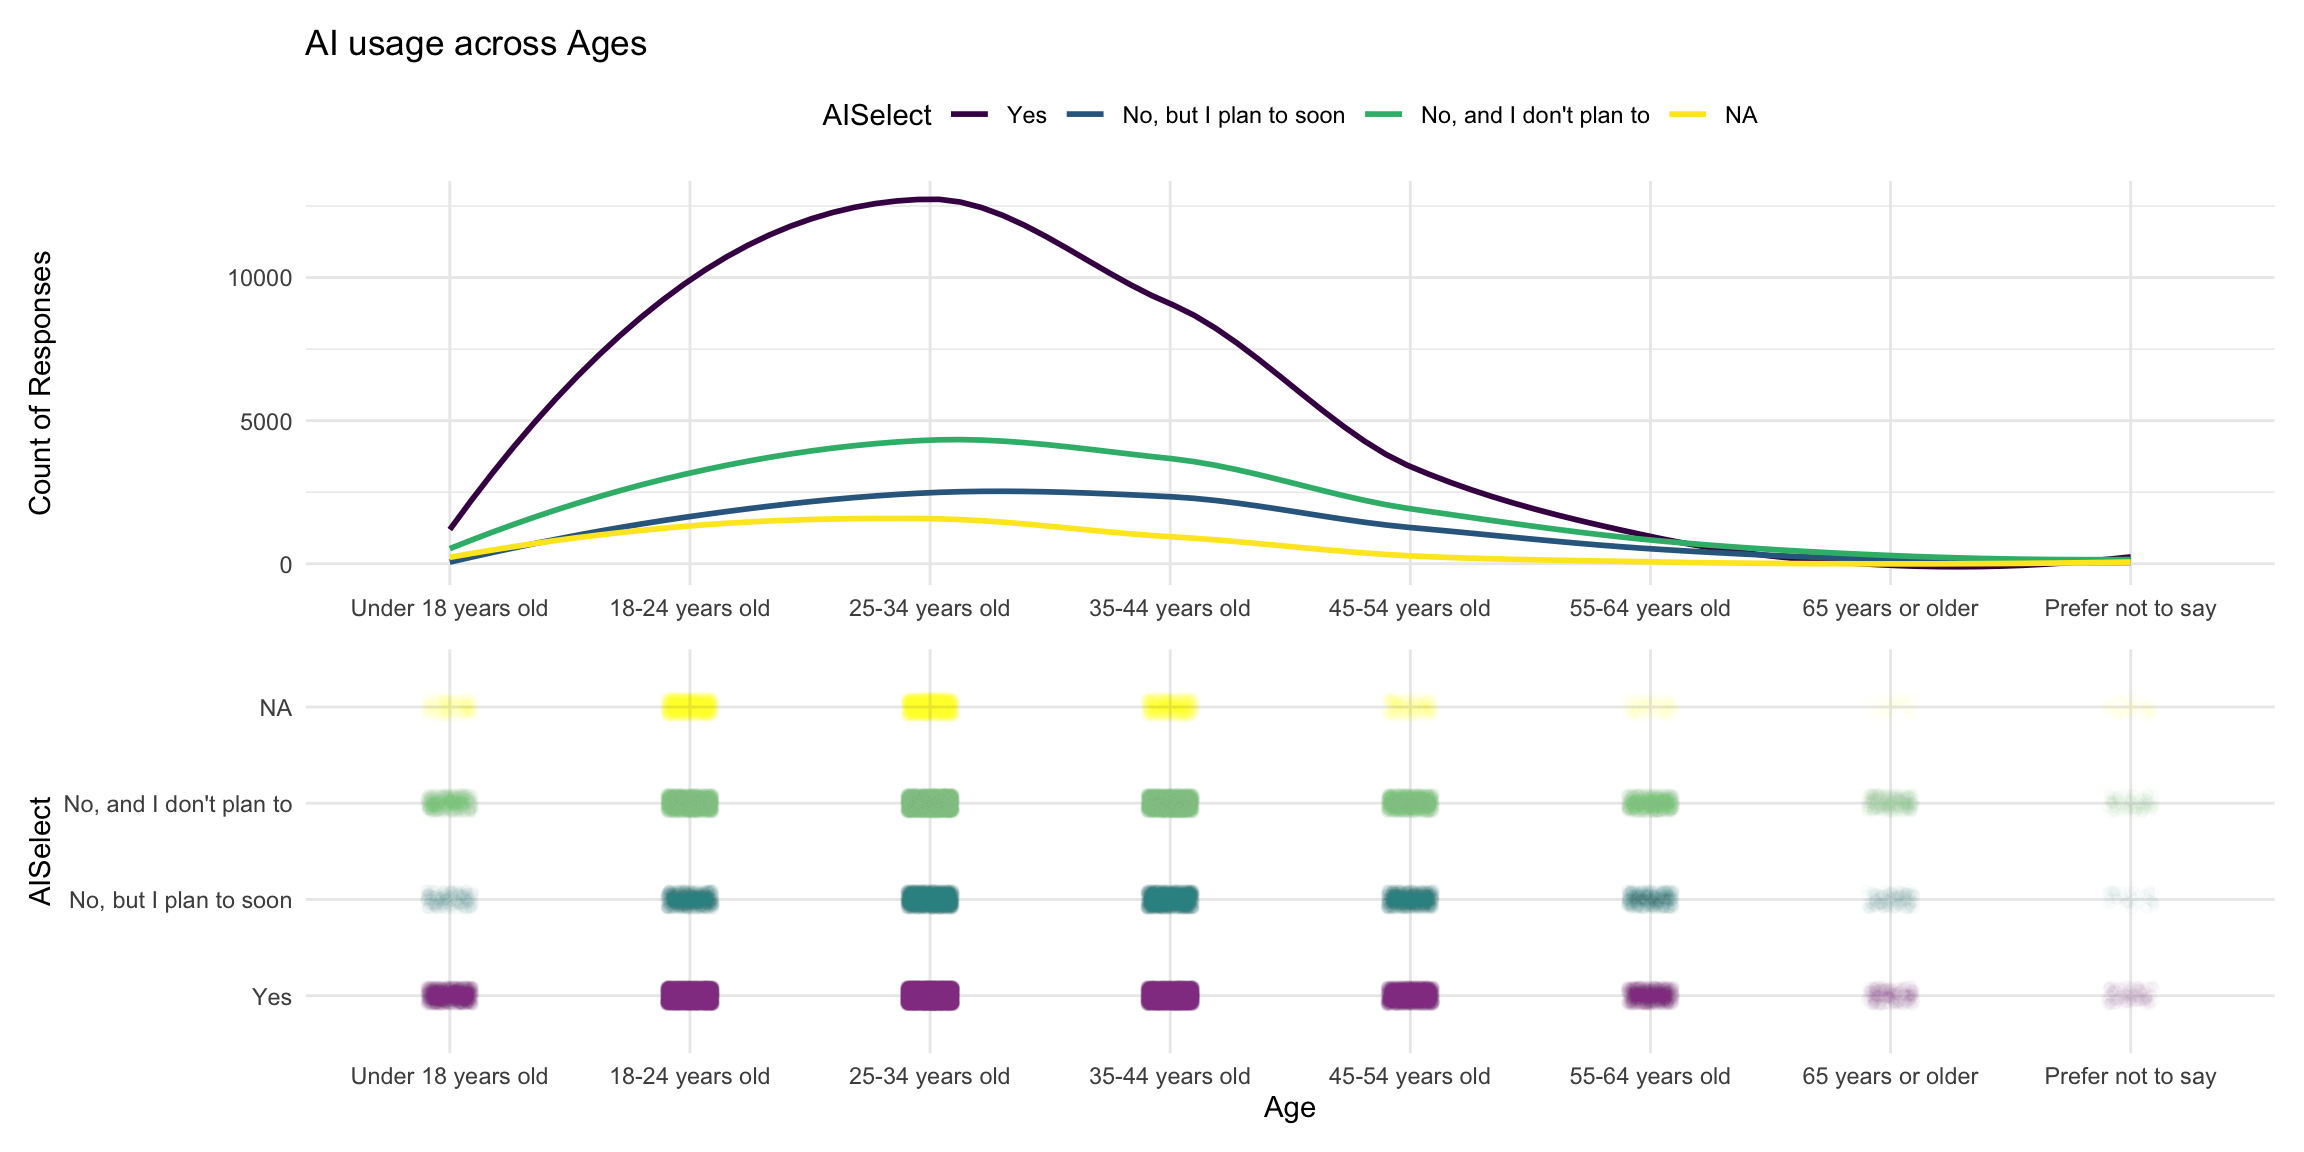 AI usage across Ages
AISelect Yes No, but I plan to soon No, and I don't plan to NA
Count of Responses
10000
5000
0
Under 18 years old 18-24 years old 25-34 years old 35-44 years old 45-54 years old 55-64 years old 65 years or older Prefer not to say
AISelect
NA
No, and I don't plan to
No, but I plan to soon
Yes
Under 18 years old 18-24 years old 25-34 years old 35-44 years old 45-54 years old 55-64 years old 65 years or older Prefer not to say
Age